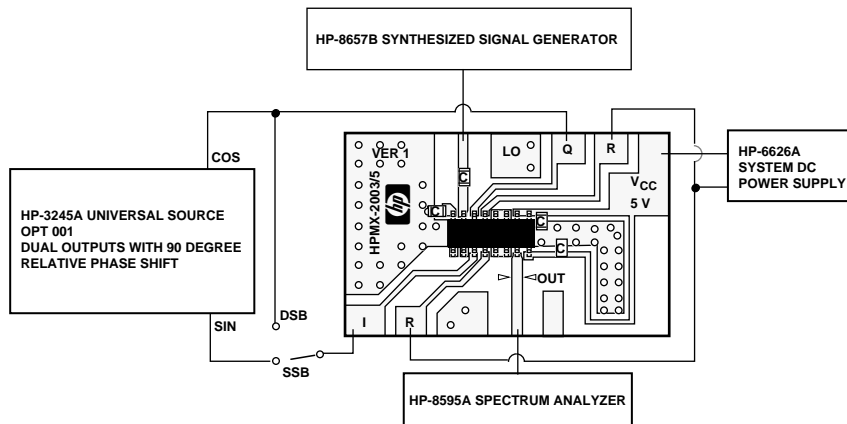 HP-8657B SYNTHESIZED SIGNAL GENERATOR
COS
HP-3245A UNIVERSAL SOURCE
OPT 001
DUAL OUTPUTS WITH 90 DEGREE
RELATIVE PHASE SHIFT
SIN
DSB
SSB
VER 1
HPMX-2003/5
hp
LO
Q
R
C
C
C
C
VCC
5 V
OUT
I
R
HP-6626A
SYSTEM DC
POWER SUPPLY
HP-8595A SPECTRUM ANALYZER